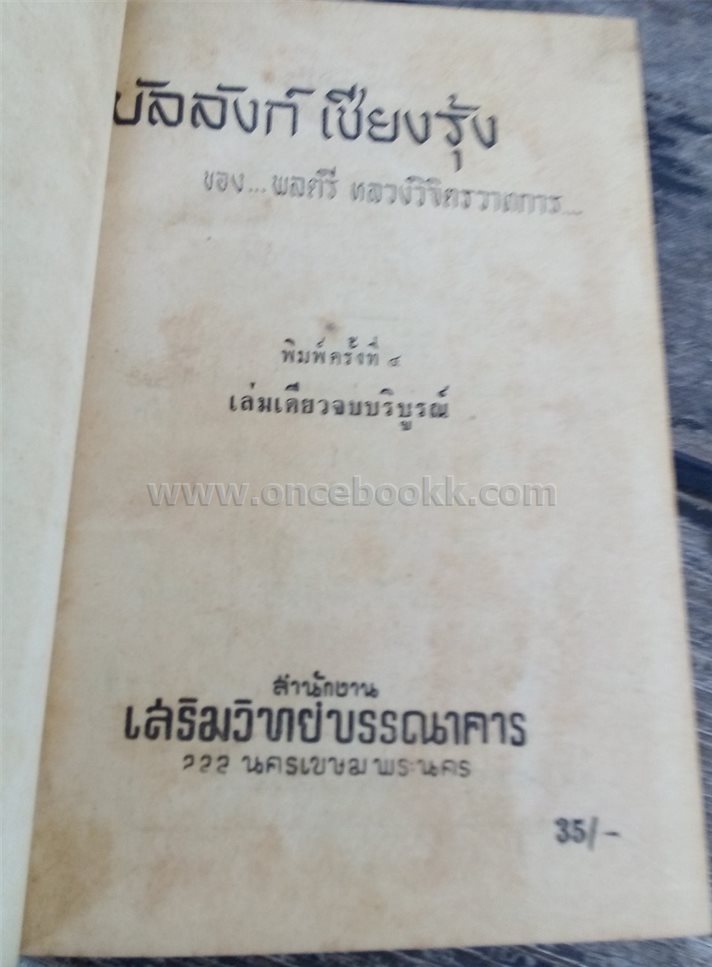 บัลลังก์ เชียงรุ้ง
ของ... พลตรี หลวงวิจิตรวาทการ...
พิมพ์ครั้งที่ ๔
เล่มเดียวจบบริบูรณ์
www.oncebookk.com
สำนักงาน
เสริมวิทย์บรรณาคาร
๖๖๖ นครเขษม พระนคร
35/-